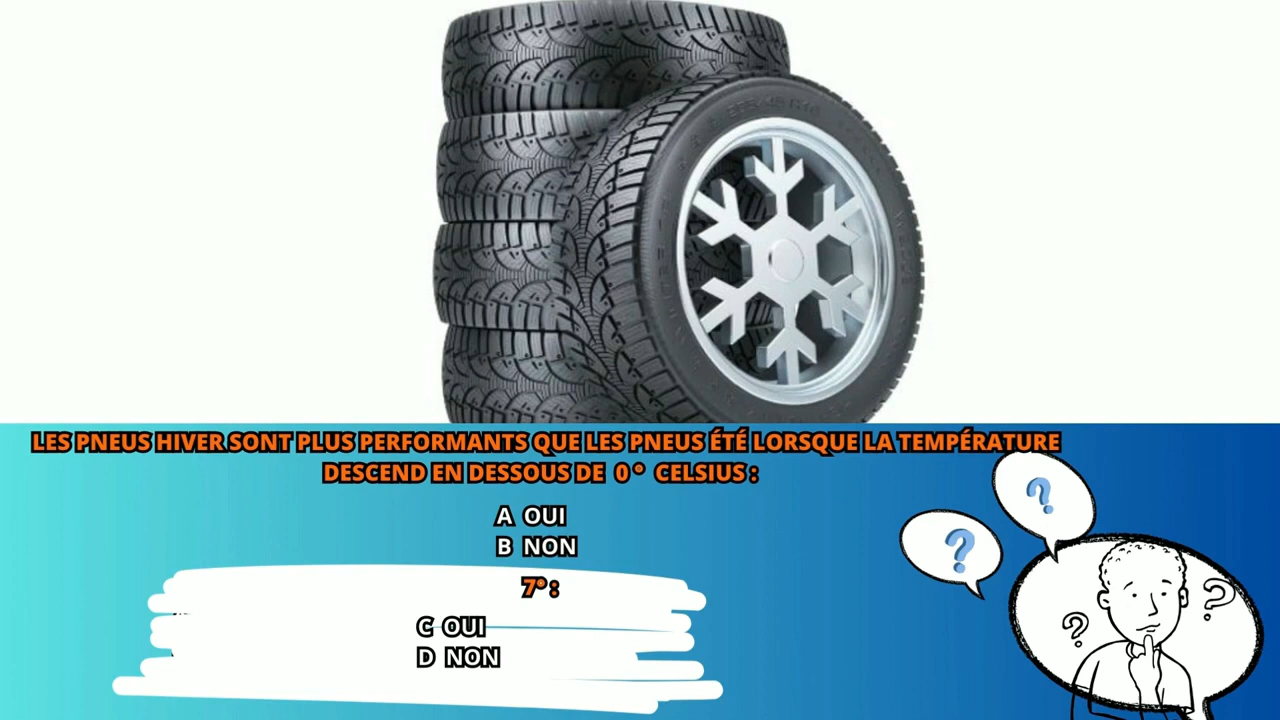 LES PNEUS HIVER SONT PLUS PERFORMANTS QUE LES PNEUS ÉTÉ LORSQUE LA TEMPÉRATURE
DESCEND EN DESSOUS DE 0° CELSIUS :
A OUI
B NON
7° :
C OUI
D NON
? ?
? ?